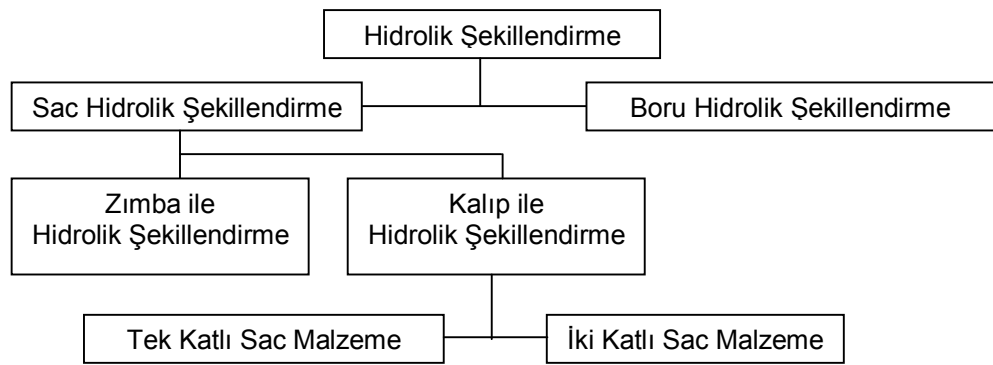 Hidrolik Şekillendirme
Sac Hidrolik Şekillendirme
Boru Hidrolik Şekillendirme
Zımba ile
Hidrolik Şekillendirme
Kalıp ile
Hidrolik Şekillendirme
Tek Katlı Sac Malzeme
İki Katlı Sac Malzeme